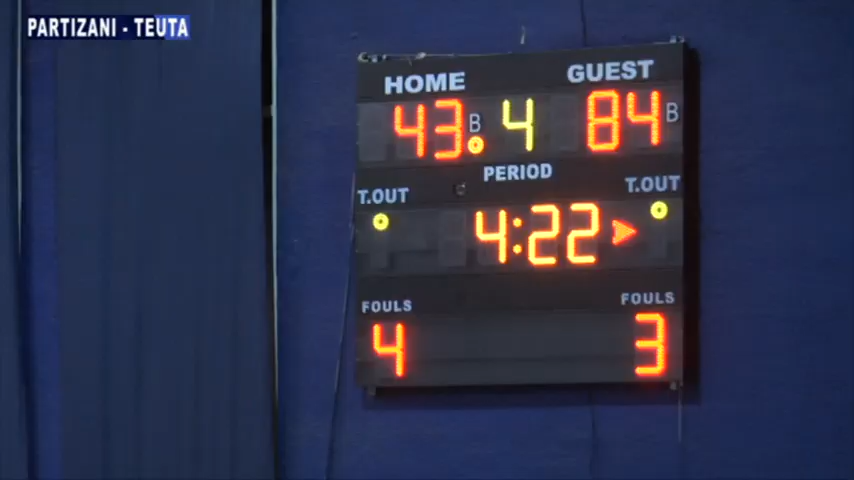 PARTIZANI - TEUTA
HOME GUEST
43 B 4 84 B
PERIOD
T.OUT T.OUT
4:22
FOULS FOULS
4 3